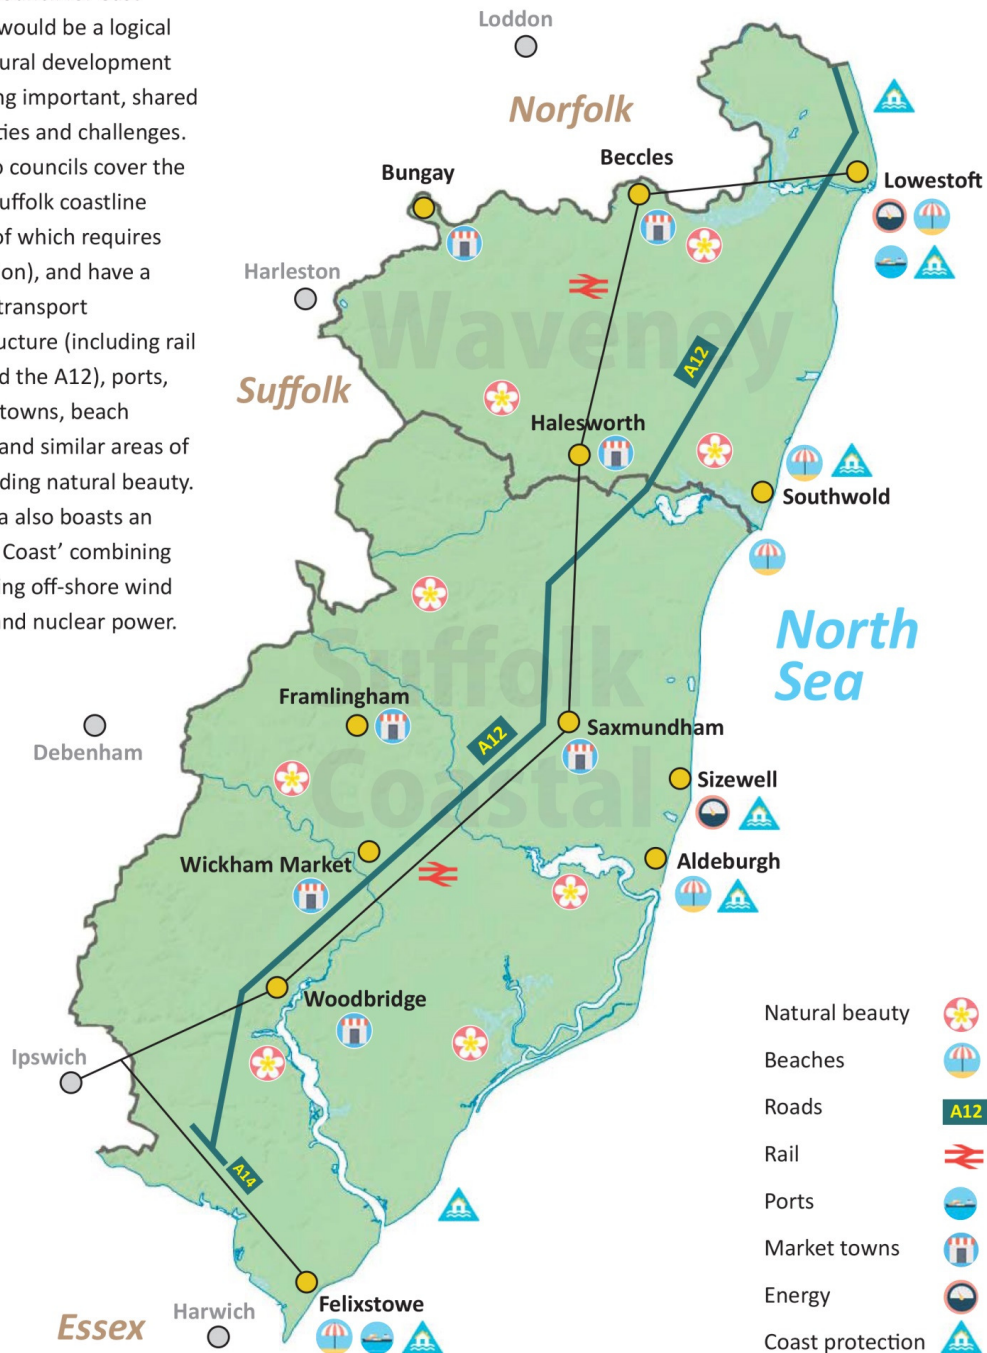 would be a logical
ural development
ng important, shared
ties and challenges.
o councils cover the
uffolk coastline
of which requires
on), and have a
transport
ucture (including rail
d the A12), ports,
towns, beach
and similar areas of
ding natural beauty.
a also boasts an
Coast' combining
ing off-shore wind
and nuclear power.
Loddon
Norfolk
Bungay
Beccles
Lowestoft
Harleston
Waveney
A12
Suffolk
Halesworth
Southwold
North
Sea
Suffolk
Coastal
Framlingham
Debenham
A12
Saxmundham
Sizewell
Wickham Market
Aldeburgh
Woodbridge
Ipswich
A14
Felixstowe
Harwich
Essex
Natural beauty
Beaches
Roads A12
Rail
Ports
Market towns
Energy
Coast protection